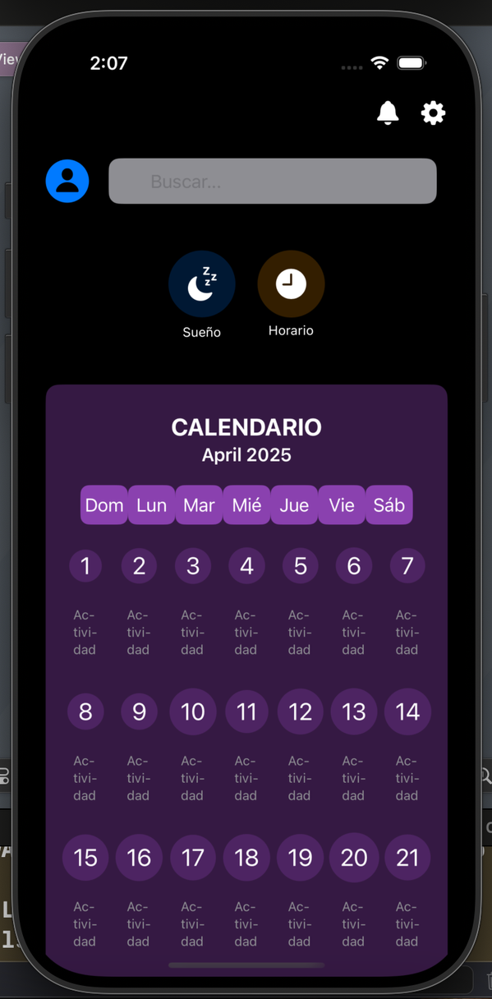 2:07
Buscar...
Sueño Horario
CALENDARIO
April 2025
Dom Lun Mar Mié Jue Vie Sáb
1 2 3 4 5 6 7
Ac- Ac- Ac- Ac- Ac- Ac- Ac-
tivi- tivi- tivi- tivi- tivi- tivi- tivi-
dad dad dad dad dad dad dad
8 9 10 11 12 13 14
Ac- Ac- Ac- Ac- Ac- Ac- Ac-
tivi- tivi- tivi- tivi- tivi- tivi- tivi-
dad dad dad dad dad dad dad
15 16 17 18 19 20 21
Ac- Ac- Ac- Ac- Ac- Ac- Ac-
tivi- tivi- tivi- tivi- tivi- tivi- tivi-
dad dad dad dad dad dad dad